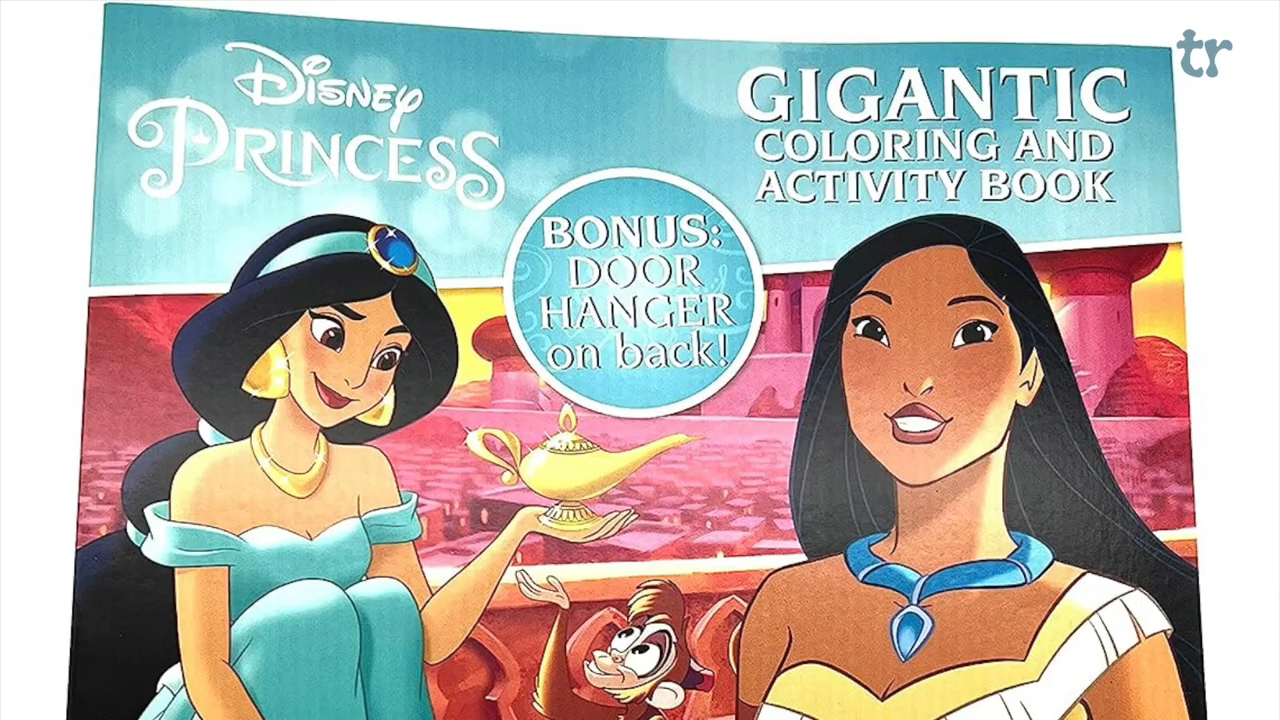 Disney
PRINCESS
GIGANTIC
COLORING AND
ACTIVITY BOOK
BONUS:
DOOR
HANGER
on back!
tr